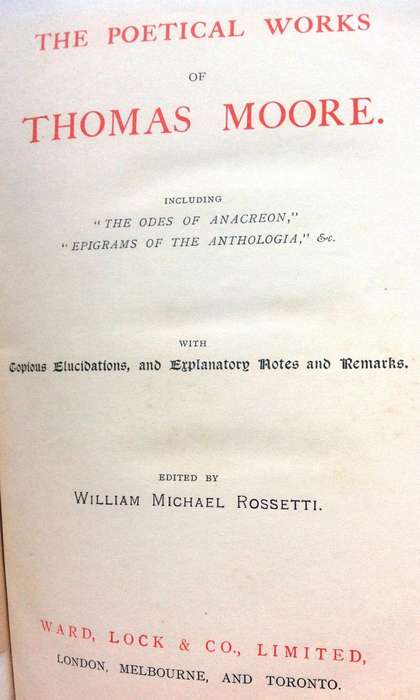 THE POETICAL WORKS
OF
THOMAS MOORE.
INCLUDING
"THE ODES OF ANACREON,"
"EPIGRAMS OF THE ANTHOLOGIA," &c.
WITH
Copious Elucidations, and Explanatory Notes and Remarks.
EDITED BY
WILLIAM MICHAEL ROSSETTI.
WARD, LOCK & CO., LIMITED,
LONDON, MELBOURNE, AND TORONTO.